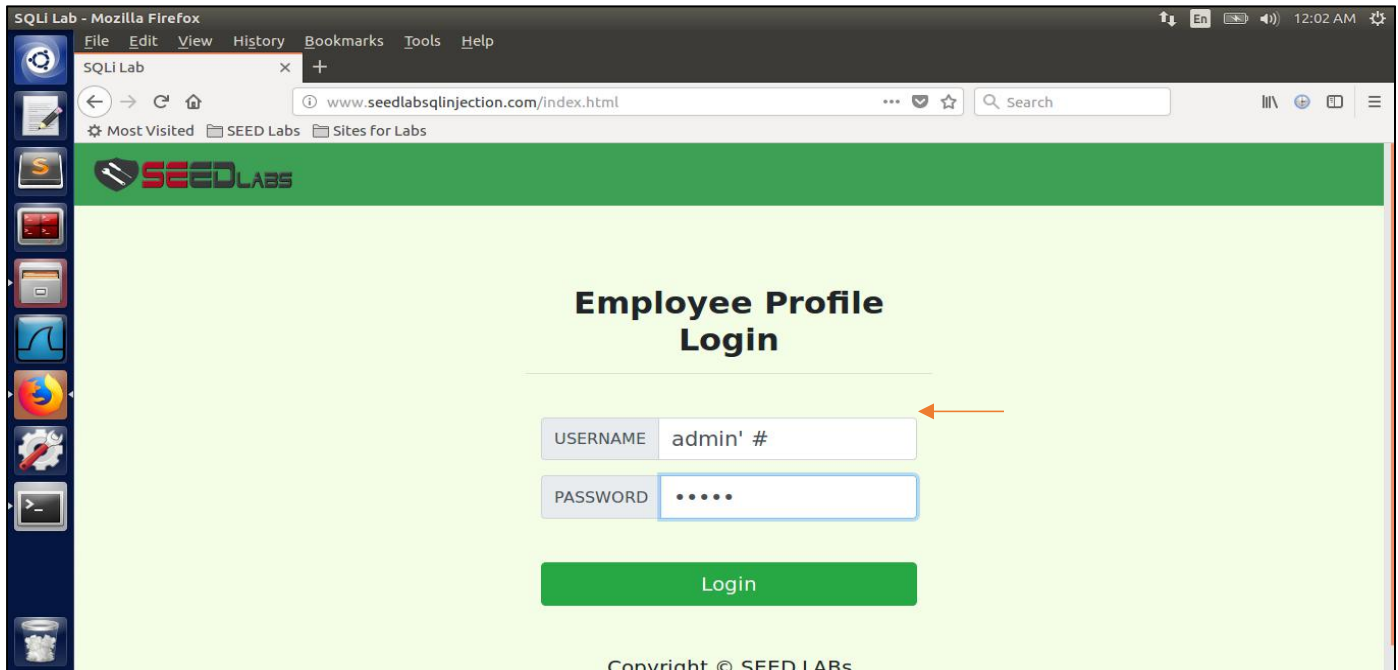 SQLi Lab - Mozilla Firefox En 12:02 AM
File Edit View History Bookmarks Tools Help
SQLi Lab
www.seedlabsqlinjection.com/index.html Search
Most Visited SEED Labs Sites for Labs
SEEDLABS
Employee Profile
Login
USERNAME admin' #
PASSWORD •••••
Login
Copyright © SEED LABs